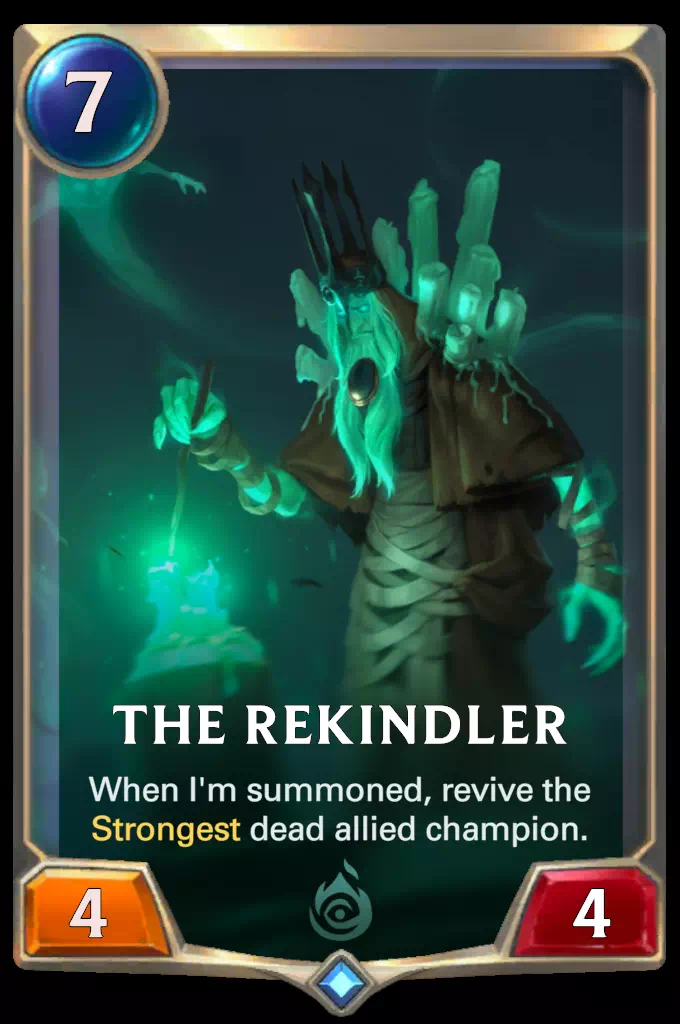 7
THE REKINDLER
When I'm summoned, revive the
Strongest dead allied champion.
4 4